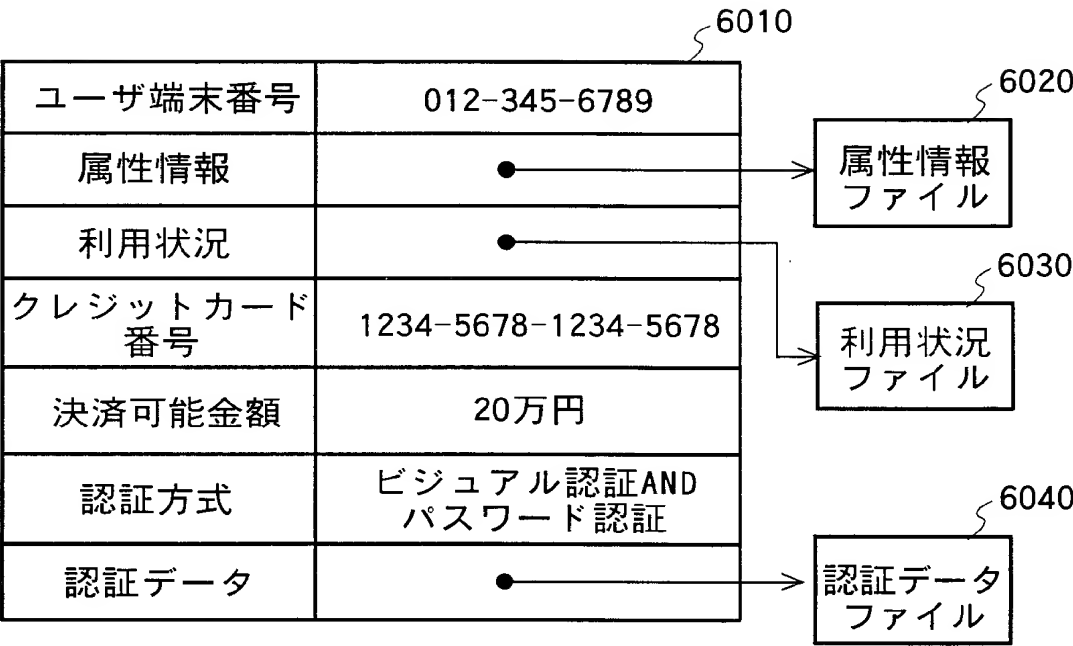 6010
ユーザ端末番号
012-345-6789
6020
属性情報
属性情報
ファイル
利用状況
6030
クレジットカード
番号
1234-5678-1234-5678
利用状況
ファイル
決済可能金額
20万円
認証方式
ビジュアル認証AND
パスワード認証
6040
認証データ
認証データ
ファイル